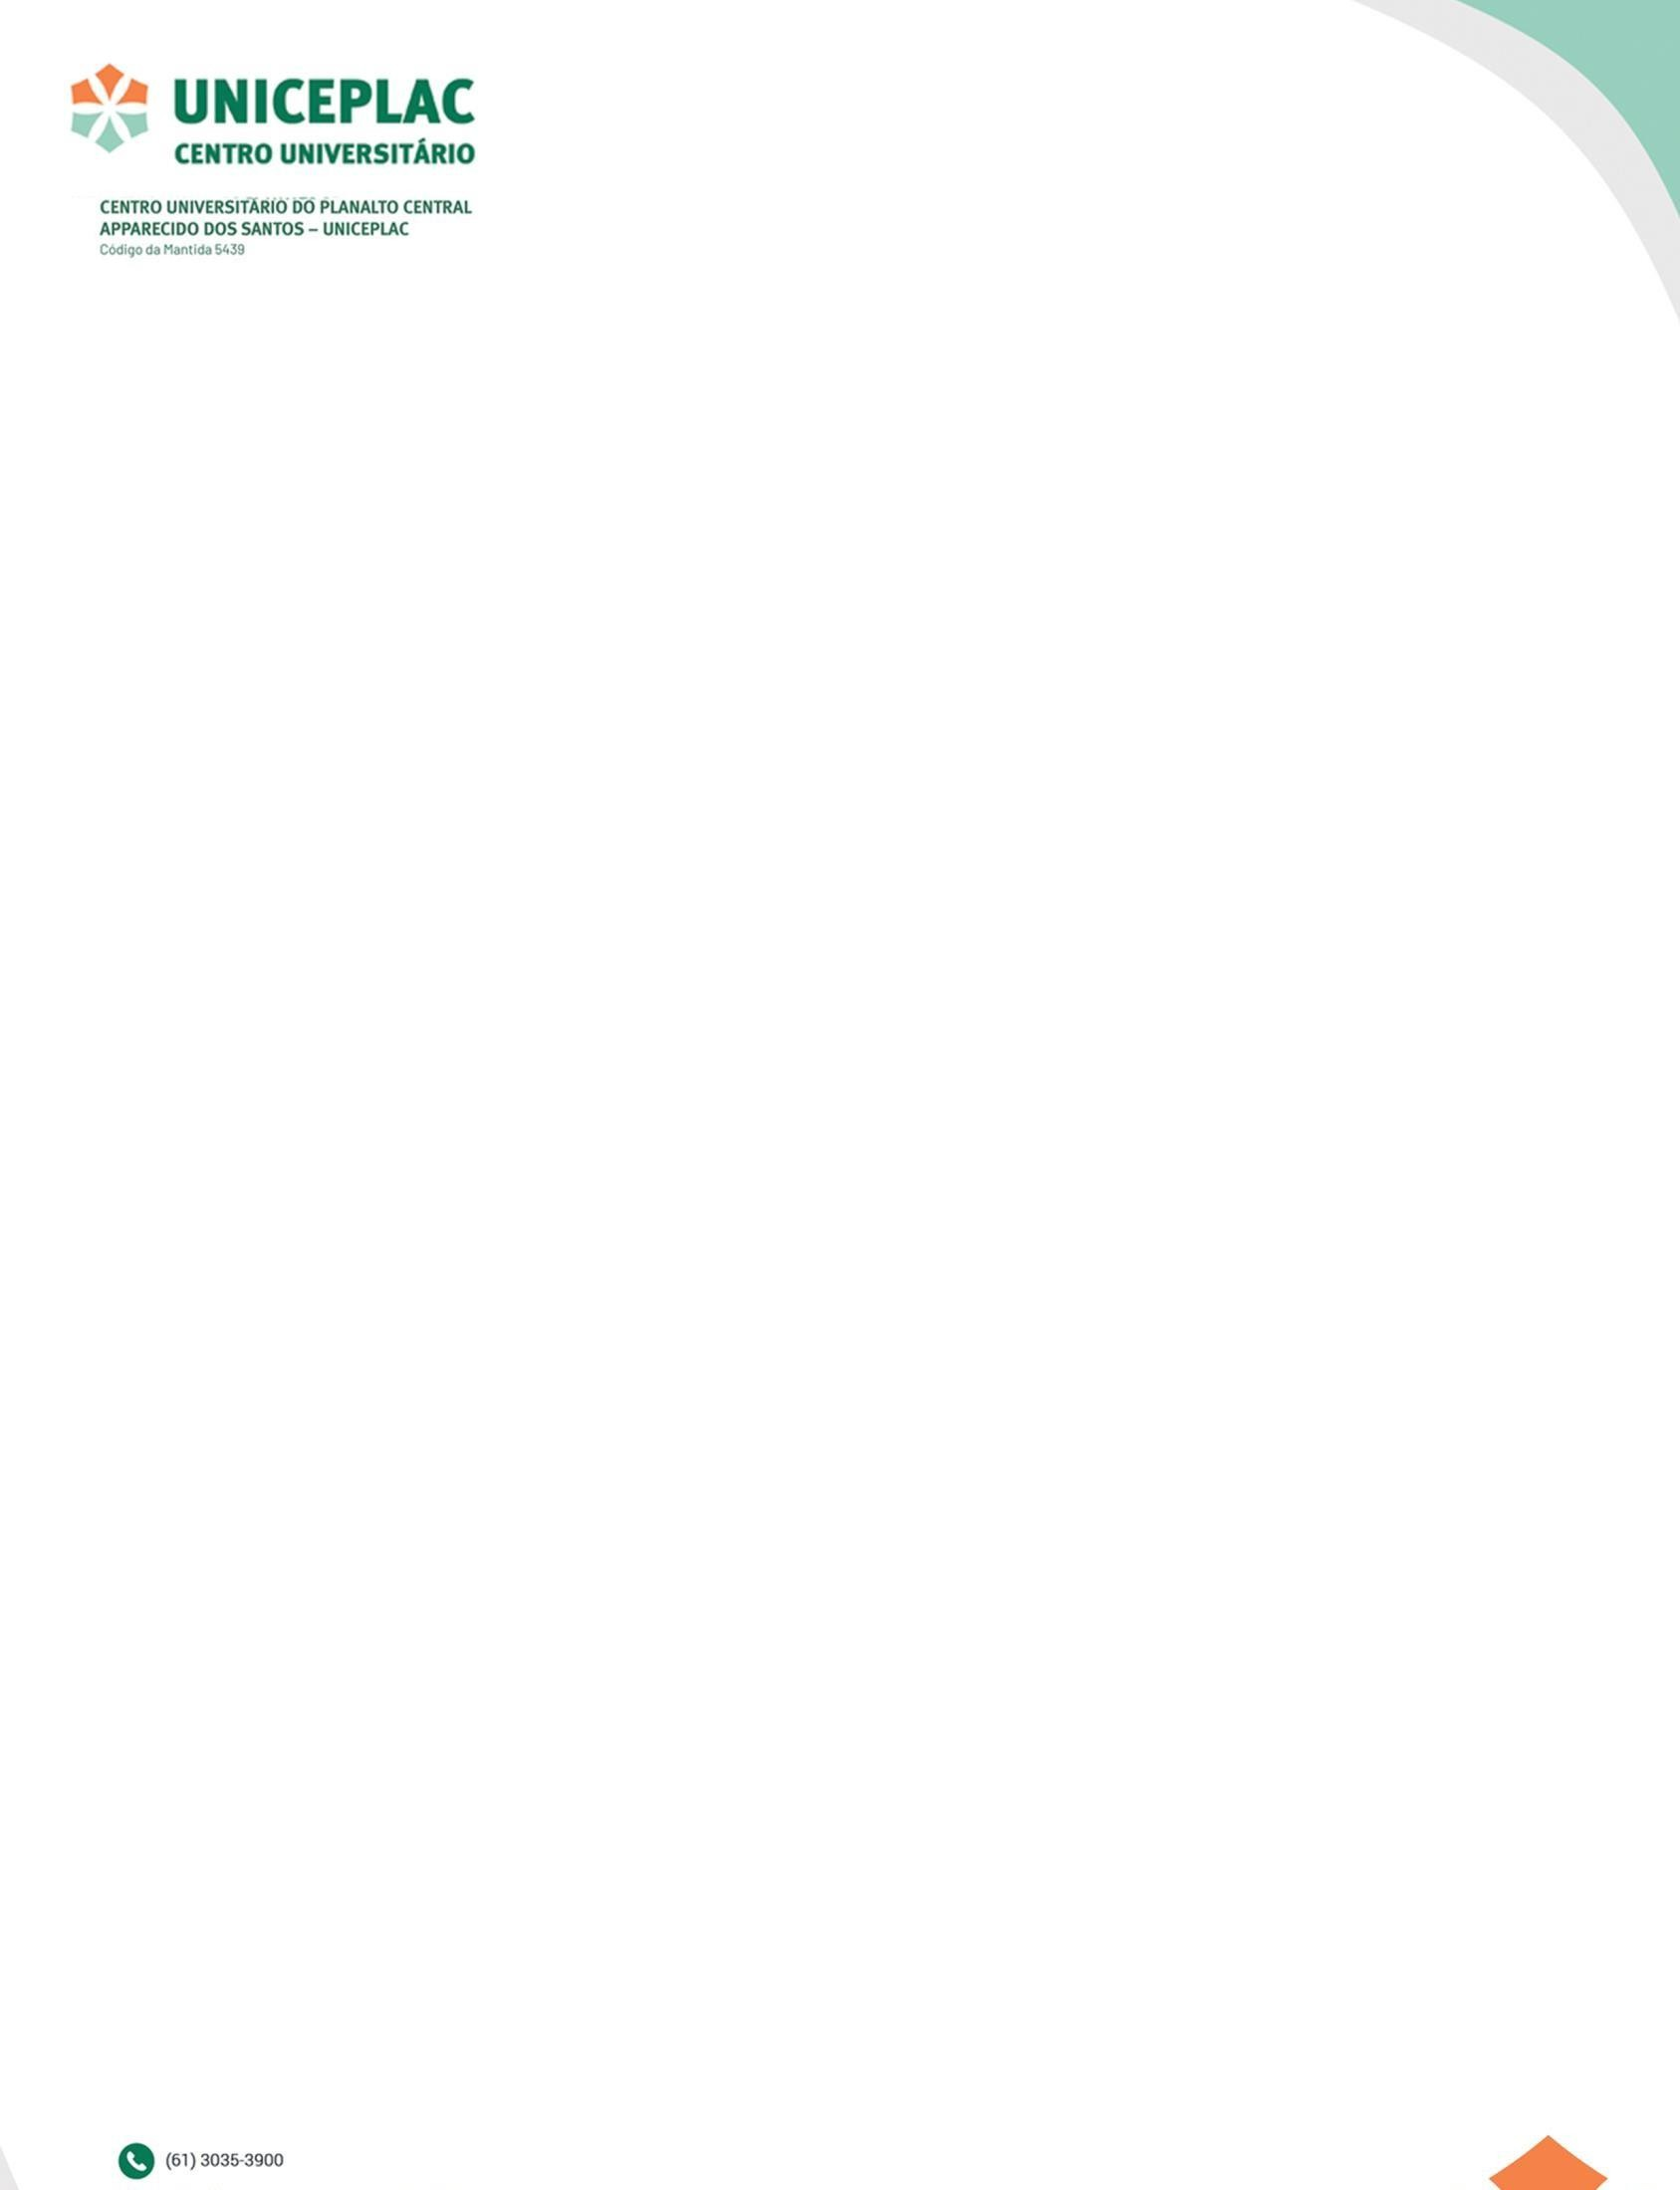 UNICEPLAC
CENTRO UNIVERSITÁRIO
CENTRO UNIVERSITÁRIO DO PLANALTO CENTRAL
APPARECIDO DOS SANTOS – UNICEPLAC
Código da Mantida 5439
(61) 3035-3900